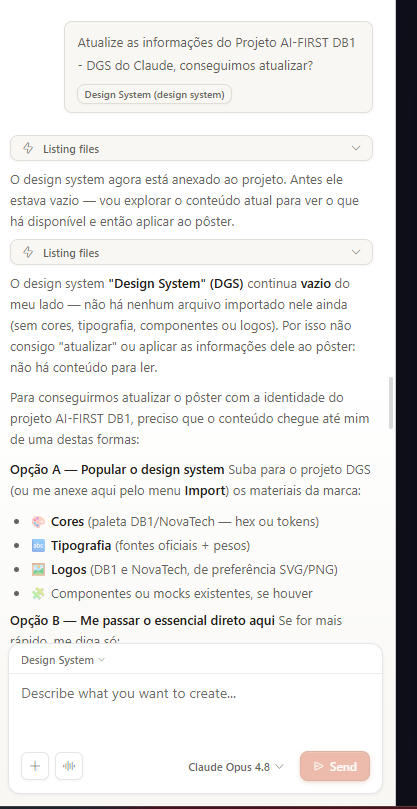 Atualize as informações do Projeto AI-FIRST DB1
- DGS do Claude, conseguimos atualizar?
Design System (design system)
Listing files
O design system agora está anexado ao projeto. Antes ele
estava vazio — vou explorar o conteúdo atual para ver o que
há disponível e então aplicar ao pôster.
Listing files
O design system "Design System" (DGS) continua vazio do
meu lado — não há nenhum arquivo importado nele ainda
(sem cores, tipografia, componentes ou logos). Por isso não
consigo "atualizar" ou aplicar as informações dele ao pôster:
não há conteúdo para ler.
Para conseguirmos atualizar o pôster com a identidade do
projeto AI-FIRST DB1, preciso que o conteúdo chegue até mim
de uma destas formas:
Opção A — Popular o design system Suba para o projeto DGS
(ou me anexe aqui pelo menu Import) os materiais da marca:
• 🎨 Cores (paleta DB1/NovaTech — hex ou tokens)
• 🔤 Tipografia (fontes oficiais + pesos)
• 🖼️ Logos (DB1 e NovaTech, de preferência SVG/PNG)
• 🧩 Componentes ou mocks existentes, se houver
Opção B — Me passar o essencial direto aqui Se for mais
rápido, me diga só:
Design System
Describe what you want to create...
Claude Opus 4.8
Send